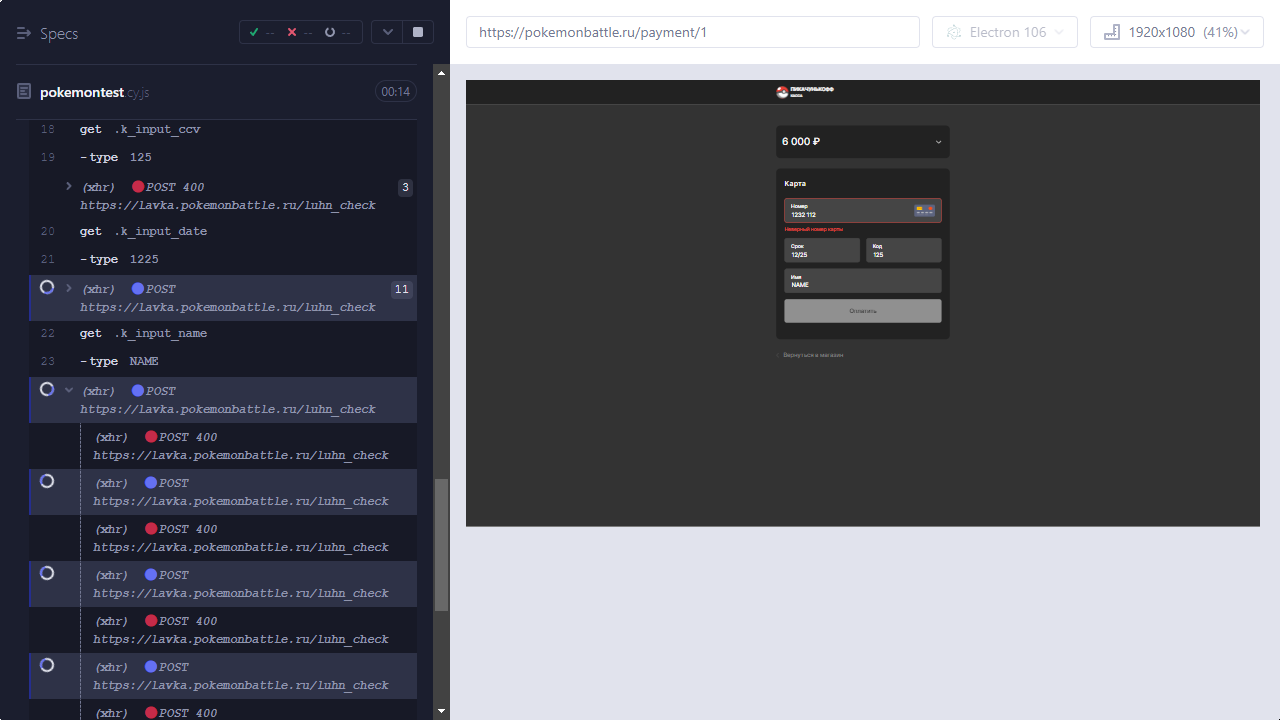 Specs
--
--
--
pokemontest.cy.js
00:14
18 get .k_input_ccv
19 -type 125
(xhr) POST 400
https://lavka.pokemonbattle.ru/luhn_check
3
20 get .k_input_date
21 -type 1225
(xhr) POST
https://lavka.pokemonbattle.ru/luhn_check
11
22 get .k_input_name
23 -type NAME
(xhr) POST
https://lavka.pokemonbattle.ru/luhn_check
(xhr) POST 400
https://lavka.pokemonbattle.ru/luhn_check
(xhr) POST
https://lavka.pokemonbattle.ru/luhn_check
(xhr) POST 400
https://lavka.pokemonbattle.ru/luhn_check
(xhr) POST
https://lavka.pokemonbattle.ru/luhn_check
(xhr) POST 400
https://lavka.pokemonbattle.ru/luhn_check
(xhr) POST
https://lavka.pokemonbattle.ru/luhn_check
(xhr) POST 400
https://pokemonbattle.ru/payment/1
Electron 106
1920x1080 (41%)
ПИКАЧУНЬКОФФ
6 000 ₽
Карта
Номер
1232 112
Неверный номер карты
Срок
12/25
Код
125
Имя
NAME
Оплатить
Вернуться в магазин